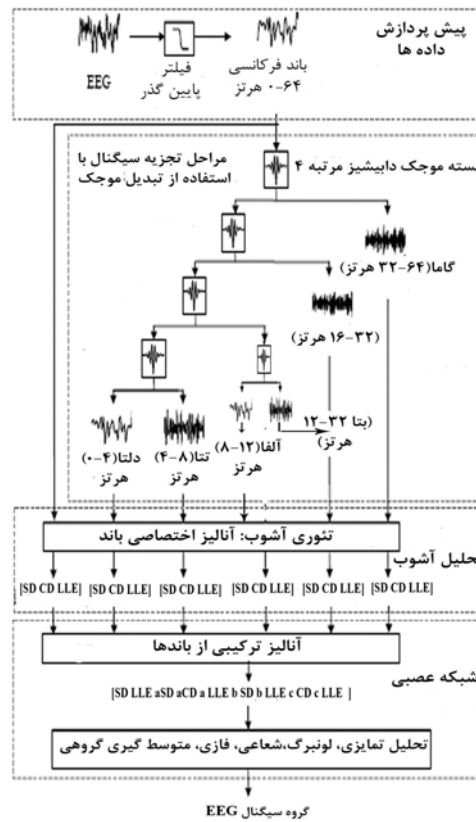 پیش پردازش
داده ها
EEG
فیلتر
پایین گذر
باند فرکانسی
۰-۶۴ هرتز
مراحل تجزیه سیگنال با
استفاده از تبدیل موجک
بسته موجک دابیشیز مرتبه ۴
گاما(۶۴-۳۲ هرتز)
(۳۲-۱۶ هرتز)
بتا ۳۲-۱۲)
هرتز)
آلفا(۱۲-۸)
هرتز
تتا(۸-۴)
هرتز
دلتا(۴-۰)
هرتز
تئوری آشوب: آنالیز اختصاصی باند
تحلیل آشوب
|SD CD LLE| |SD CD LLE| |SD CD LLE| |SD CD LLE| |SD CD LLE| |SD CD LLE|
آنالیز ترکیبی از باندها
شبکه عصبی
|SD LLE aSD aCD a LLE b SD b LLE c CD c LLE |
تحلیل تمایزی، لونبرگ،شعاعی، فازی، متوسط گیری گروهی
گروه سیگنال EEG